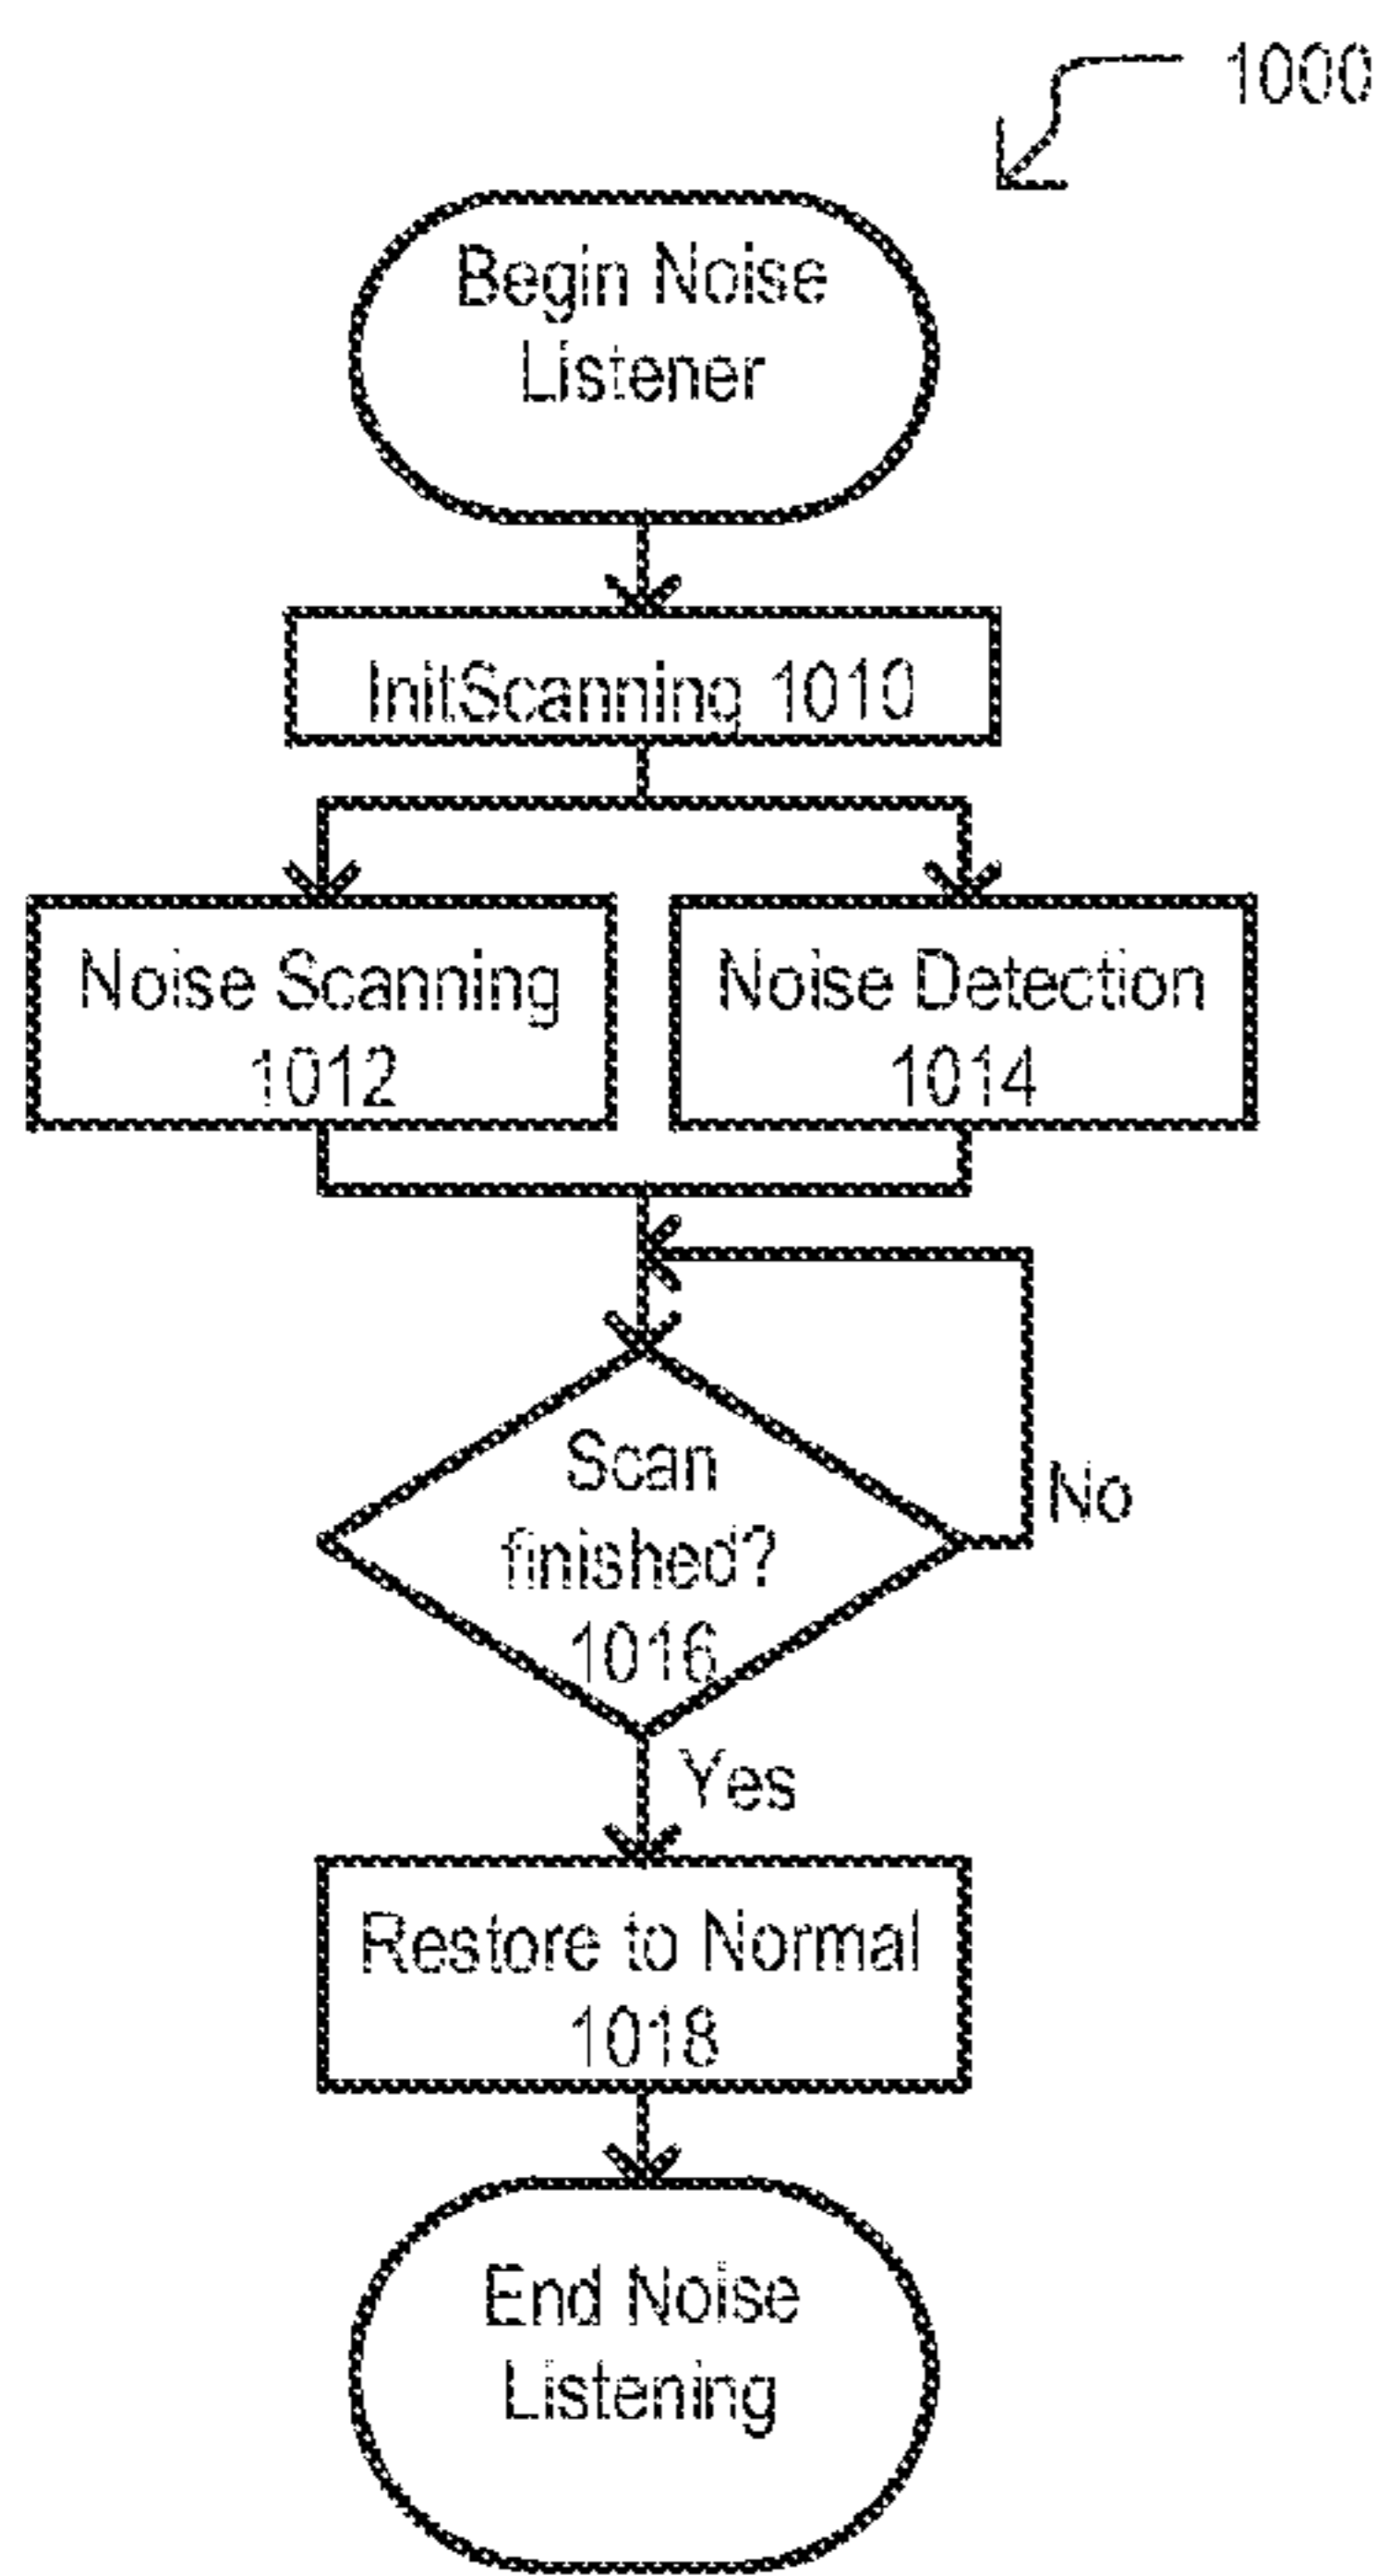 1000
Begin Noise
Listener
InitScanning 1010
Noise Scanning
1012
Noise Detection
1014
Scan
finished?
1016
No
Yes
Restore to Normal
1018
End Noise
Listening